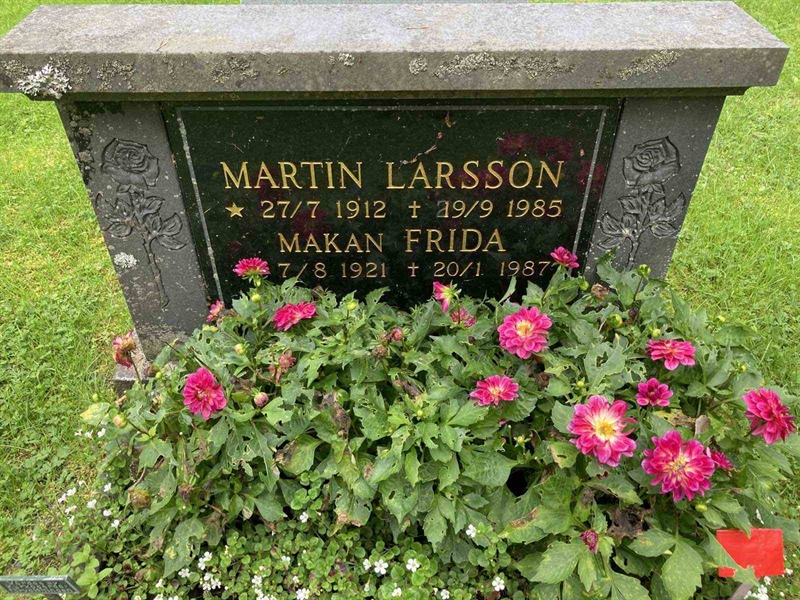 MARTIN LARSSON
★ 27/7 1912 ✝ 19/9 1985
MAKAN FRIDA
7/8 1921 ✝ 20/1 1987